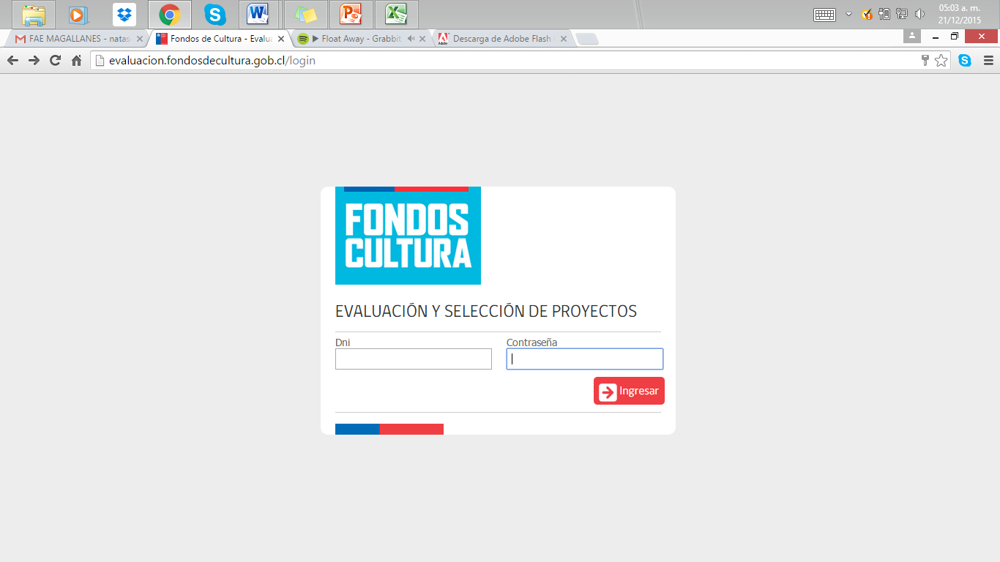 05:03 a. m.
21/12/2015
FAE MAGALLANES - natas
Fondos de Cultura - Evalua
▶ Float Away - Grabbit
Descarga de Adobe Flash
evaluacion.fondosdecultura.gob.cl/login
FONDOS
CULTURA
EVALUACIÓN Y SELECCIÓN DE PROYECTOS
Dni
Contraseña
Ingresar